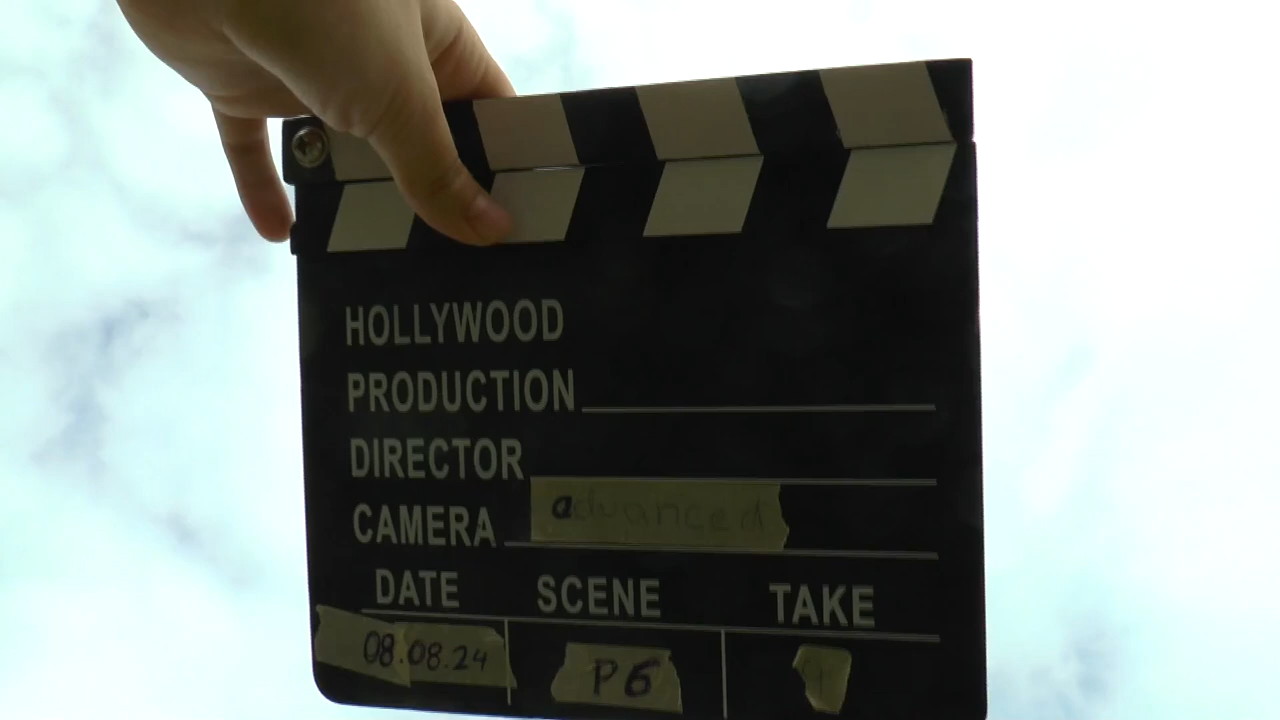 HOLLYWOOD
PRODUCTION
DIRECTOR
CAMERA advanced
DATE SCENE TAKE
08.08.24 P6